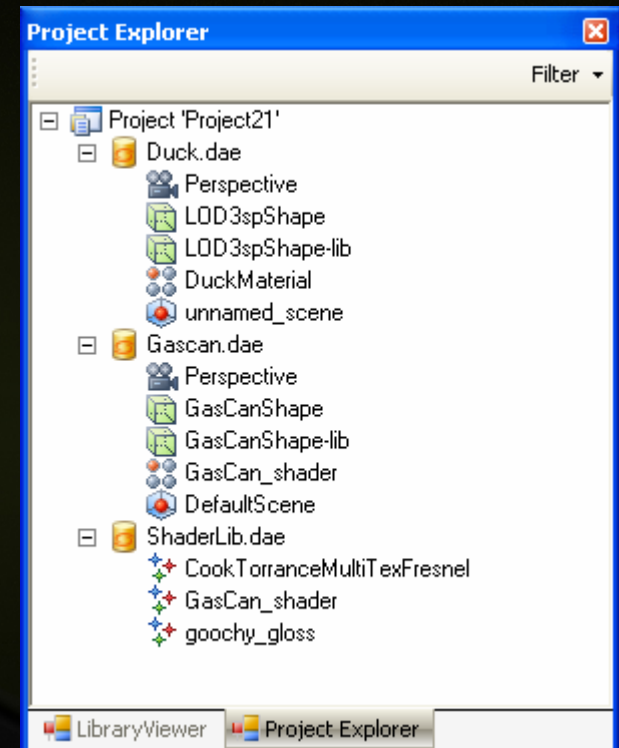 Project Explorer
Filter
Project 'Project21'
Duck.dae
Perspective
LOD3spShape
LOD3spShape-lib
DuckMaterial
unnamed_scene
Gascan.dae
Perspective
GasCanShape
GasCanShape-lib
GasCan_shader
DefaultScene
ShaderLib.dae
CookTorranceMultiTexFresnel
GasCan_shader
goochy_gloss
LibraryViewer Project Explorer